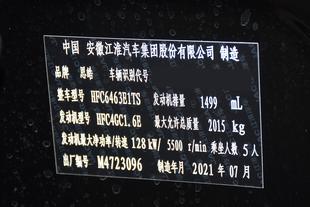 中国 安徽江淮汽车集团股份有限公司 制造
品牌 思皓 车辆识别代号
整车型号 HFC6463E1TS 发动机排量 1499 mL
发动机型号 HFC4GC1.6E 最大允许总质量 2015 kg
发动机最大净功率/转速 128 kW/ 5500 r/min 乘坐人数 5 人
出厂编号 M4723096 制造年月 2021 年 07 月